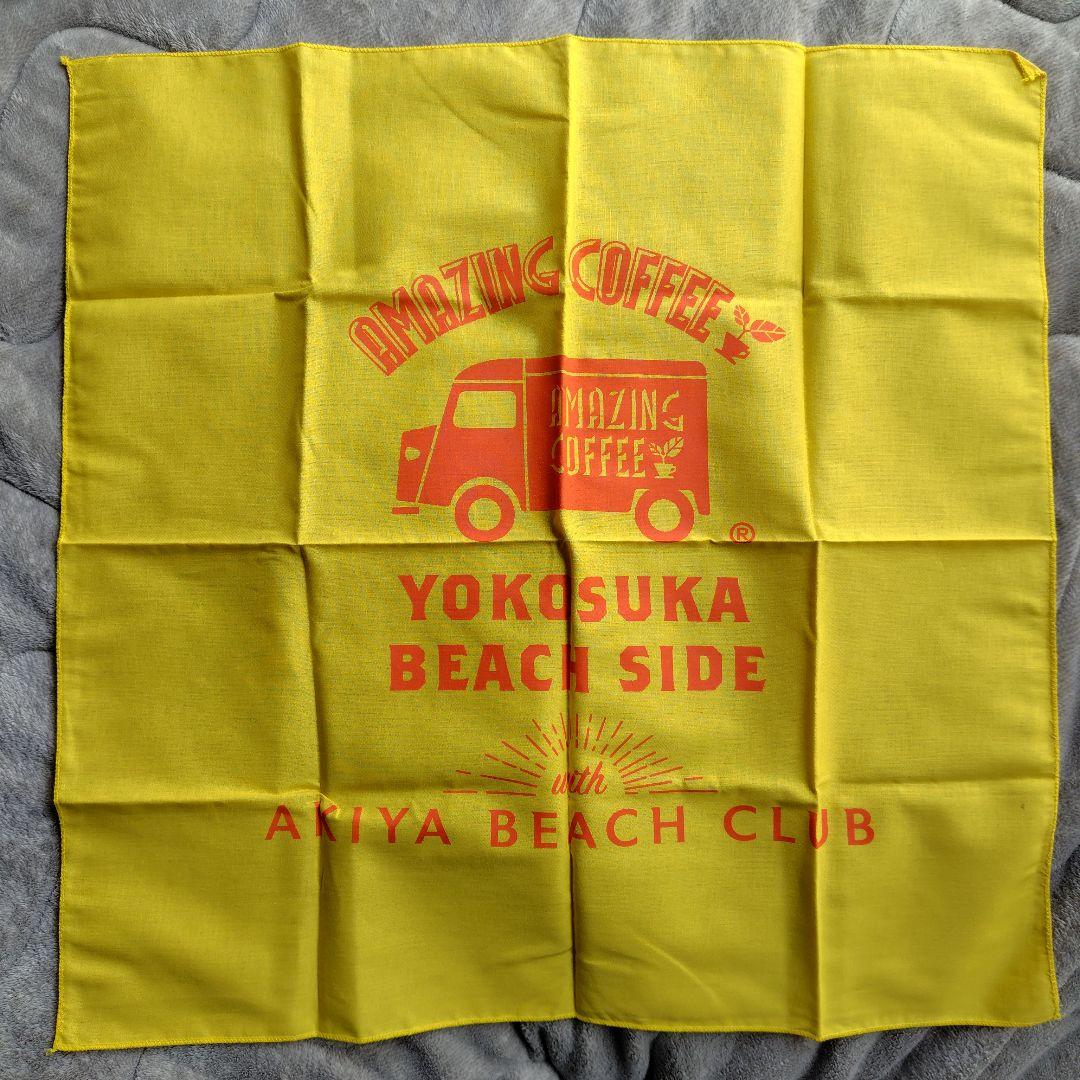 AMAZING COFFEE
AMAZING
COFFEE
®
YOKOSUKA
BEACH SIDE
with
AKIYA BEACH CLUB